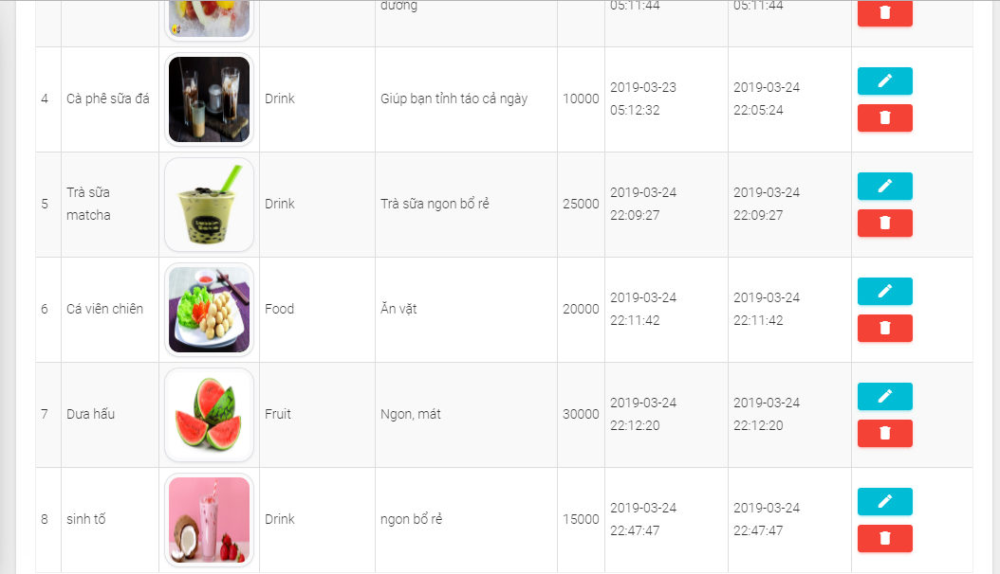 dưỡng
05:11:44
05:11:44
4
Cà phê sữa đá
Drink
Giúp bạn tỉnh táo cả ngày
10000
2019-03-23
05:12:32
2019-03-24
22:05:24
5
Trà sữa
matcha
Drink
Trà sữa ngon bổ rẻ
25000
2019-03-24
22:09:27
2019-03-24
22:09:27
6
Cá viên chiên
Food
Ăn vặt
20000
2019-03-24
22:11:42
2019-03-24
22:11:42
7
Dưa hấu
Fruit
Ngon, mát
30000
2019-03-24
22:12:20
2019-03-24
22:12:20
8
sinh tố
Drink
ngon bổ rẻ
15000
2019-03-24
22:47:47
2019-03-24
22:47:47